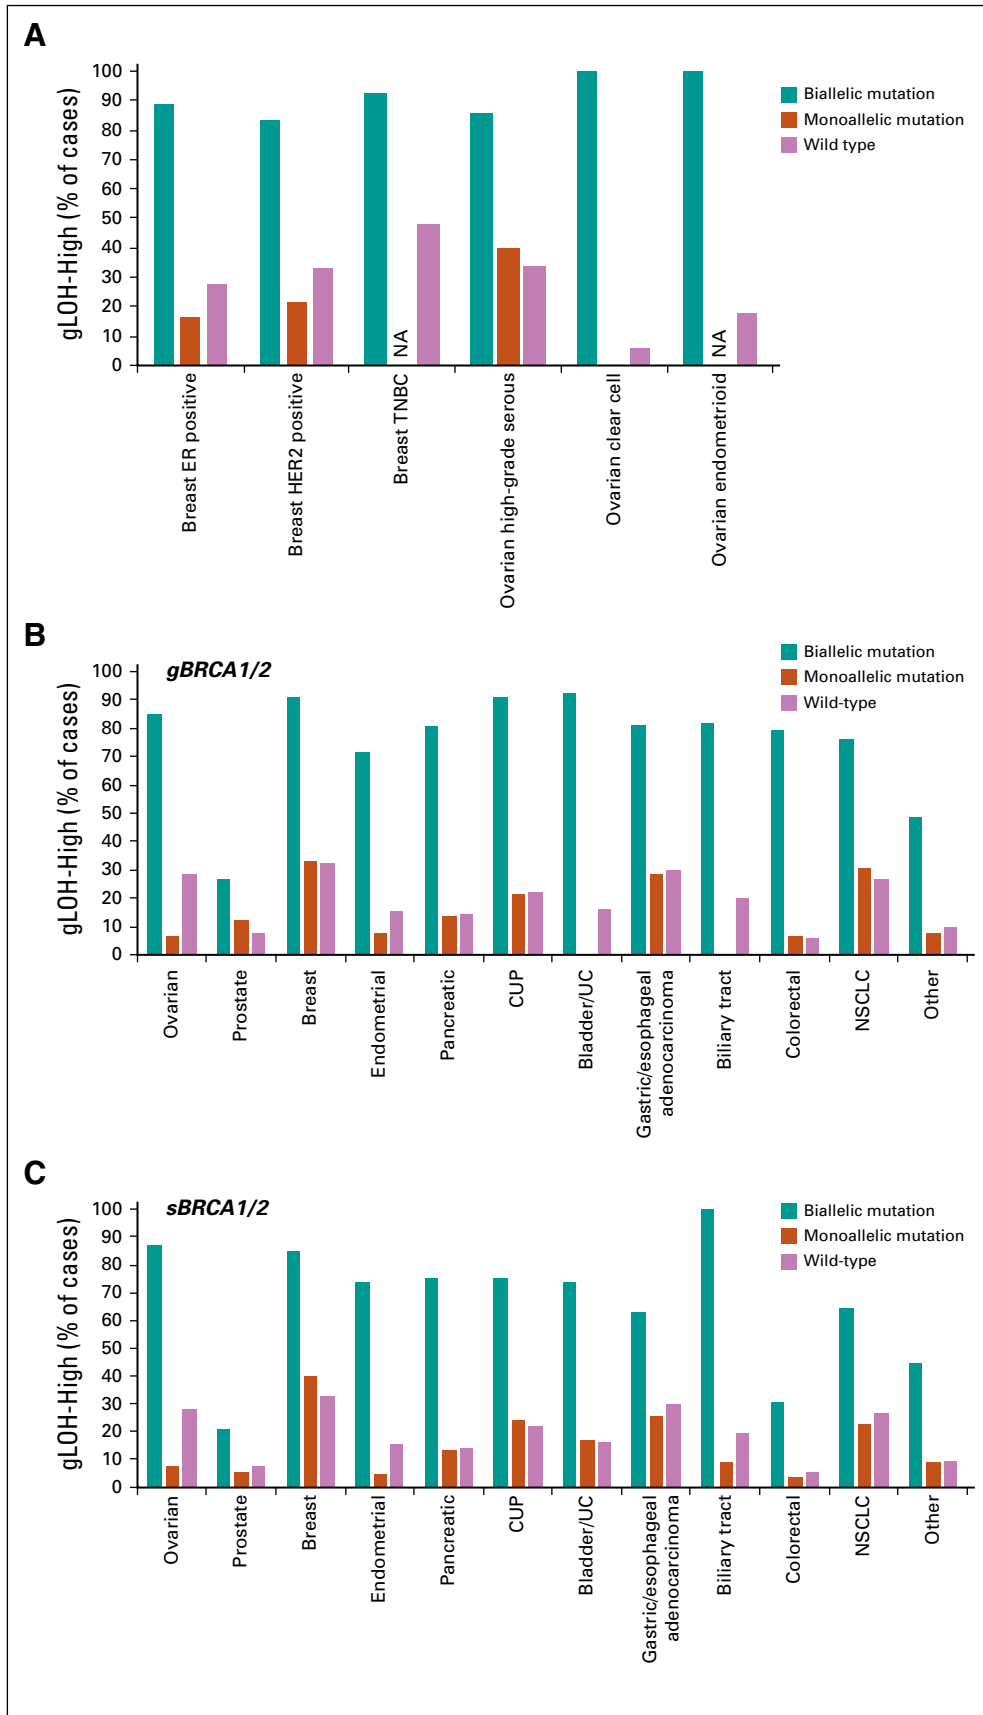 A
gLOH-High (% of cases)
100
90
80
70
60
50
40
30
20
10
0
NA
NA
Biallelic mutation
Monoallelic mutation
Wild type
Breast ER positive
Breast HER2 positive
Breast TNBC
Ovarian high-grade serous
Ovarian clear cell
Ovarian endometrioid
B
gBRCA1/2
gLOH-High (% of cases)
100
90
80
70
60
50
40
30
20
10
0
Biallelic mutation
Monoallelic mutation
Wild-type
Ovarian
Prostate
Breast
Endometrial
Pancreatic
CUP
Bladder/UC
Gastric/esophageal
adenocarcinoma
Biliary tract
Colorectal
NSCLC
Other
C
sBRCA1/2
gLOH-High (% of cases)
100
90
80
70
60
50
40
30
20
10
0
Biallelic mutation
Monoallelic mutation
Wild-type
Ovarian
Prostate
Breast
Endometrial
Pancreatic
CUP
Bladder/UC
Gastric/esophageal
adenocarcinoma
Biliary tract
Colorectal
NSCLC
Other